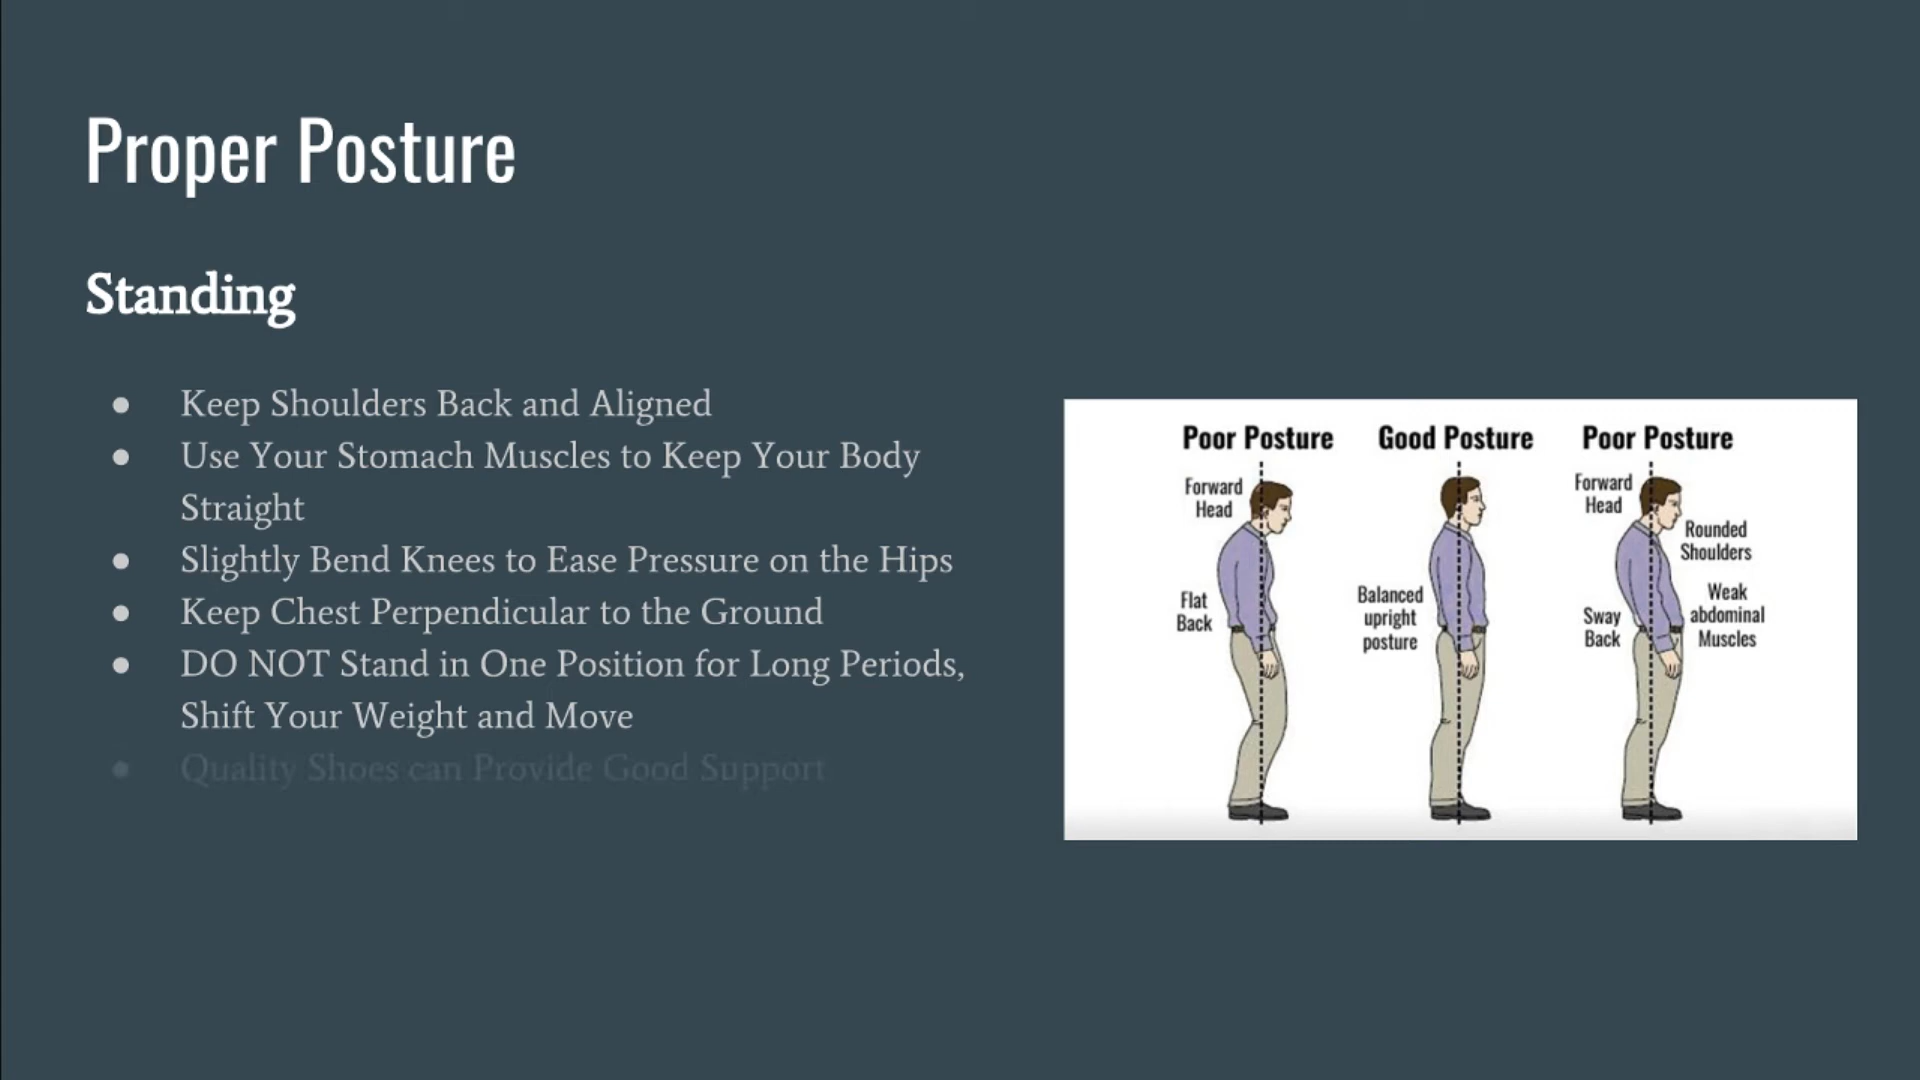 Proper Posture
Standing
● Keep Shoulders Back and Aligned
● Use Your Stomach Muscles to Keep Your Body
Straight
● Slightly Bend Knees to Ease Pressure on the Hips
● Keep Chest Perpendicular to the Ground
● DO NOT Stand in One Position for Long Periods,
Shift Your Weight and Move
● Quality Shoes can Provide Good Support
Poor Posture
Forward
Head
Flat
Back
Good Posture
Balanced
upright
posture
Poor Posture
Forward
Head
Rounded
Shoulders
Sway
Back
Weak
abdominal
Muscles